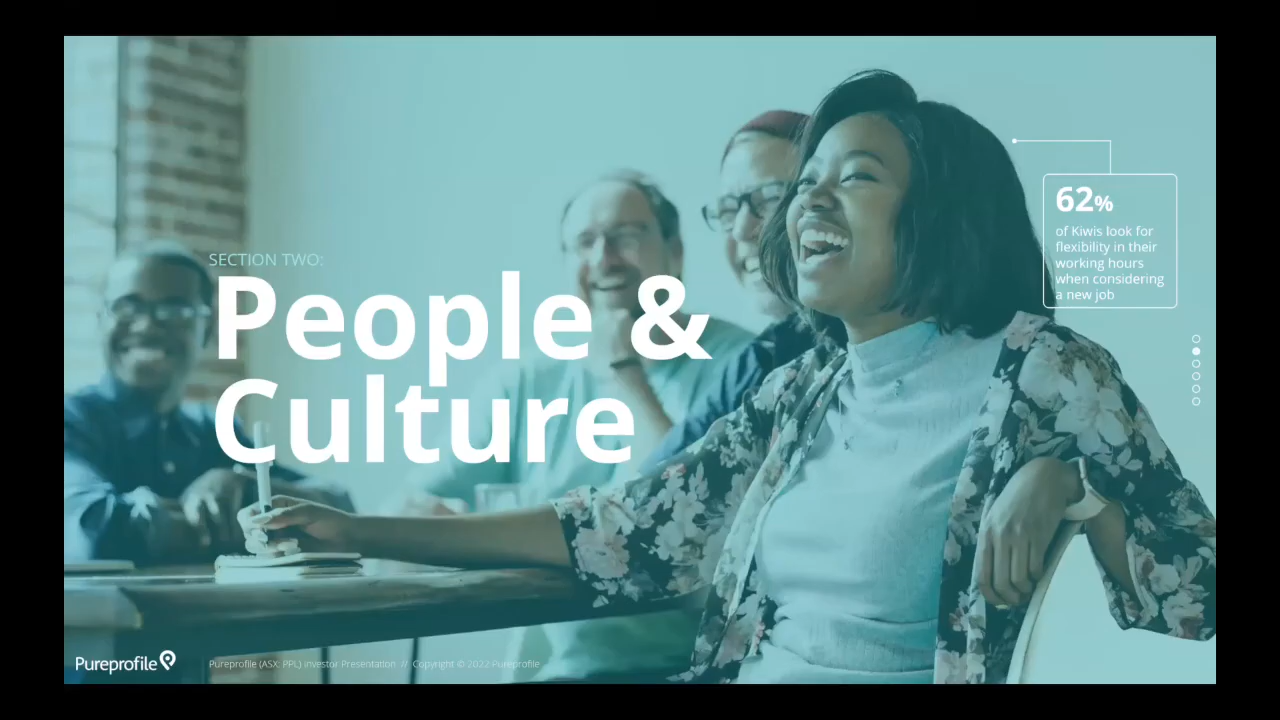 SECTION TWO:
People &
Culture
62%
of Kiwis look for
flexibility in their
working hours
when considering
a new job
Pureprofile
Pureprofile (ASX: PPL) Investor Presentation // Copyright © 2022 Pureprofile